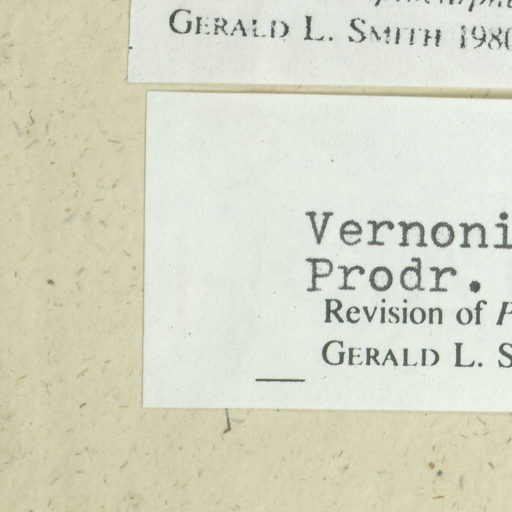 GERALD L. SMITH 1980
Vernoni
Prodr.
Revision of P
GERALD L. S